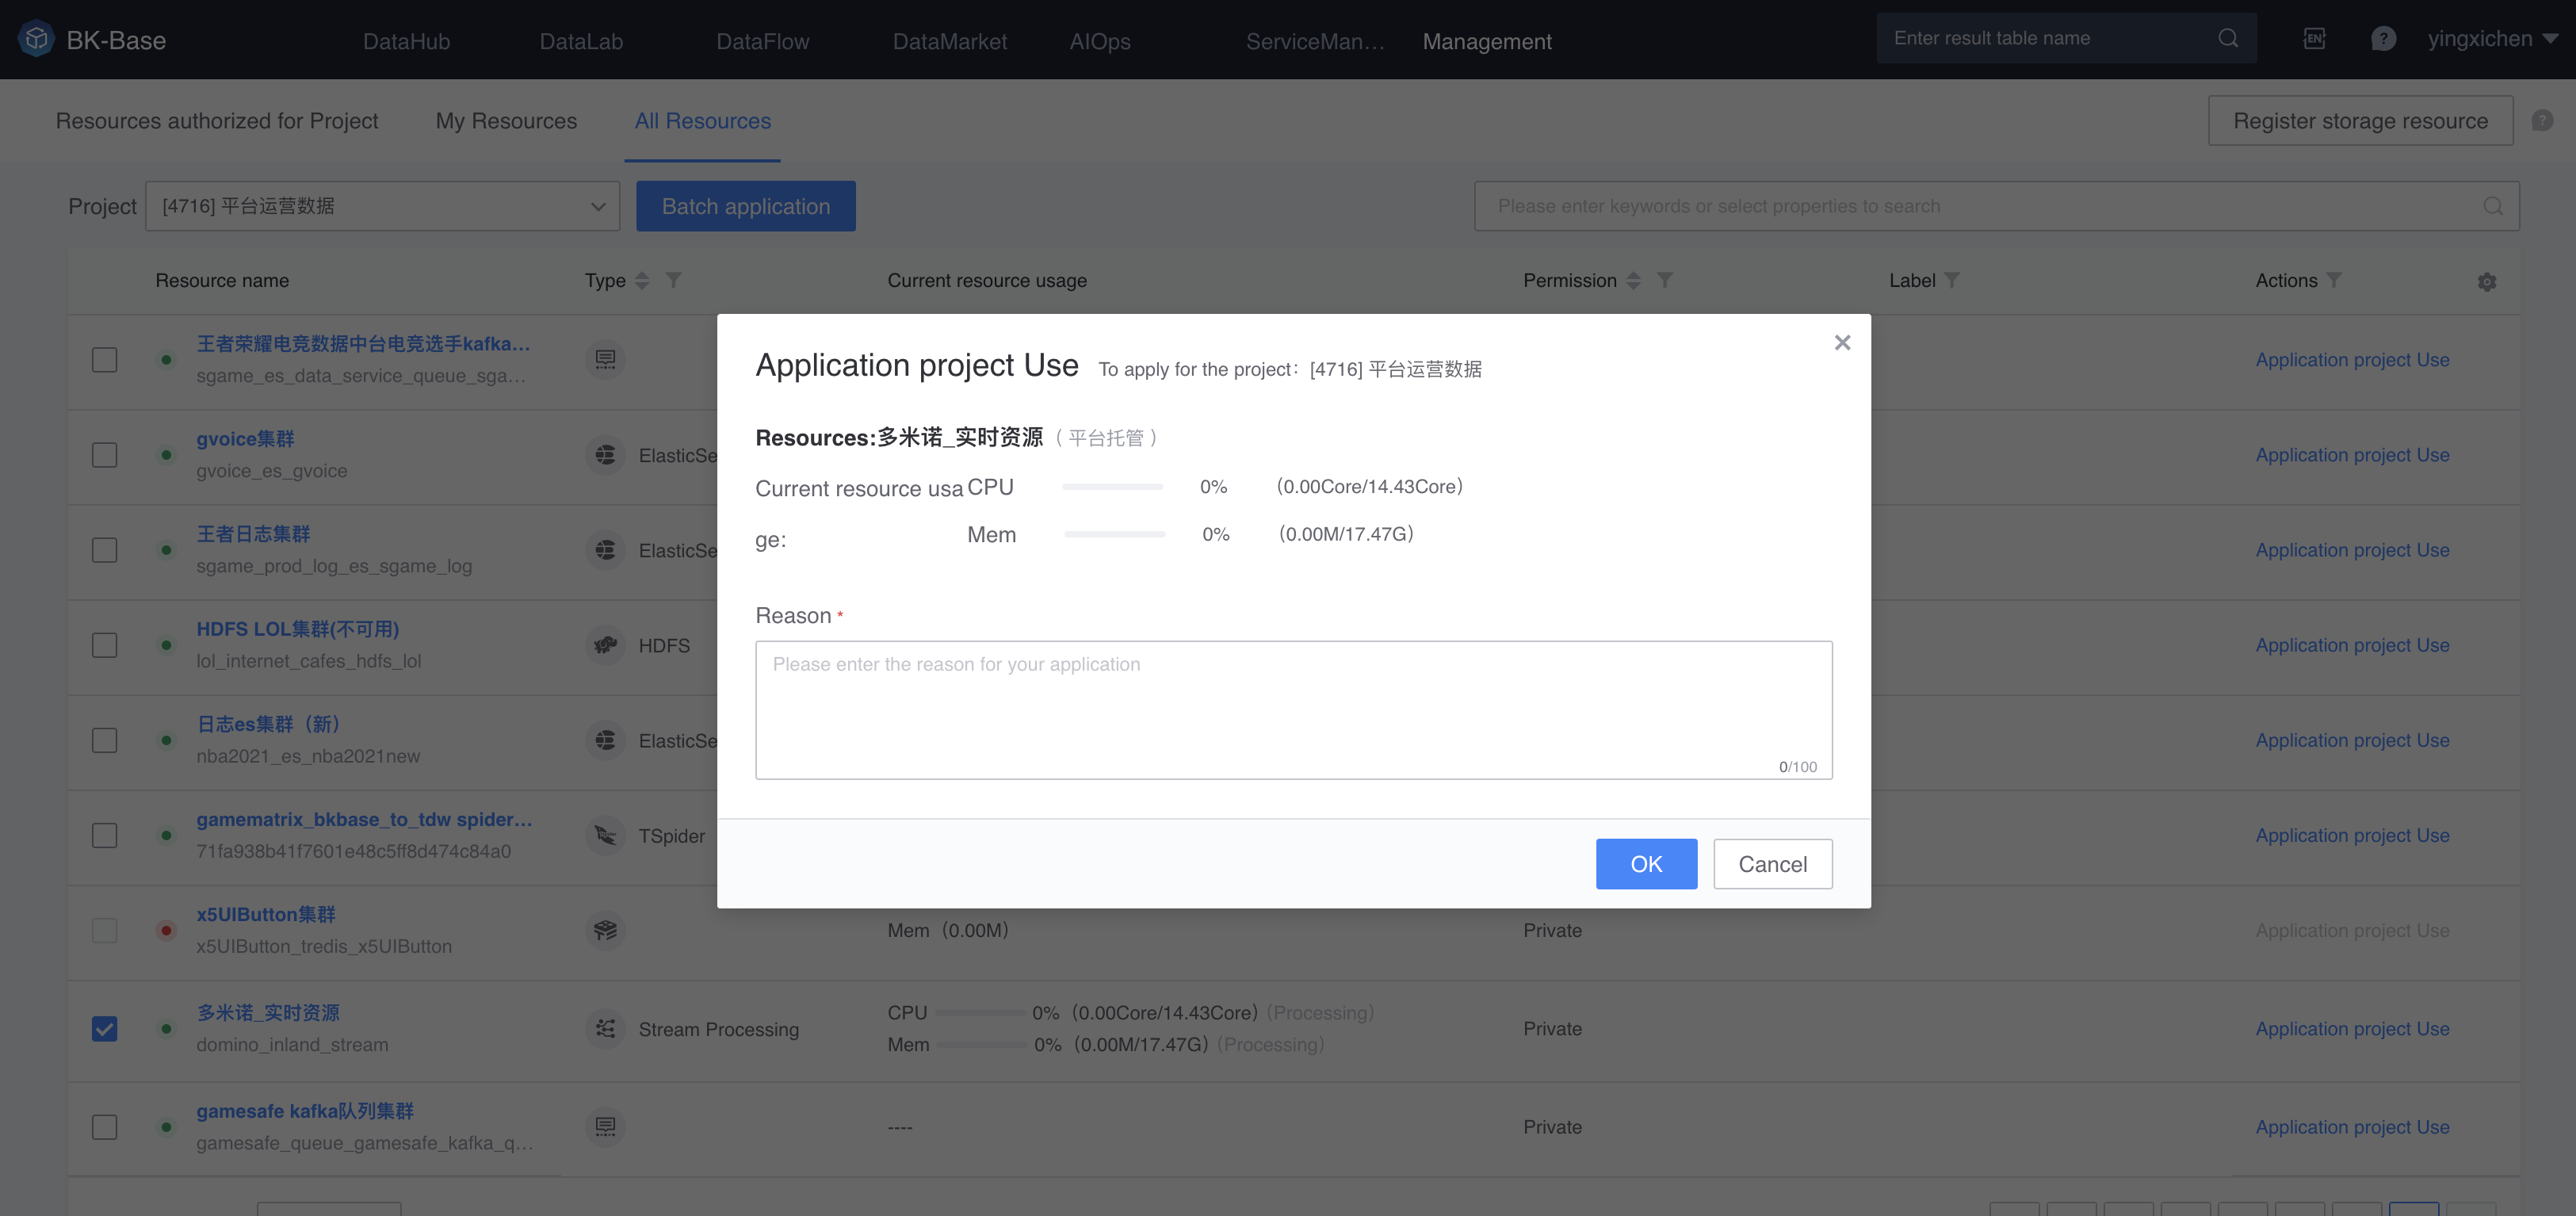 BK-Base
DataHub
DataLab
DataFlow
DataMarket
AIOps
ServiceMan...
Management
Enter result table name
EN
?
yingxichen
Resources authorized for Project
My Resources
All Resources
Register storage resource
?
Project
[4716] 平台运营数据
Batch application
Please enter keywords or select properties to search
Resource name
Type
Current resource usage
Permission
Label
Actions
王者荣耀电竞数据中台电竞选手kafka...
sgame_es_data_service_queue_sga...
Application project Use
gvoice集群
gvoice_es_gvoice
ElasticSe
Application project Use
王者日志集群
sgame_prod_log_es_sgame_log
ElasticSe
Application project Use
HDFS LOL集群(不可用)
lol_internet_cafes_hdfs_lol
HDFS
Application project Use
日志es集群（新）
nba2021_es_nba2021new
ElasticSe
Application project Use
gamematrix_bkbase_to_tdw spider...
71fa938b41f7601e48c5ff8d474c84a0
TSpider
Application project Use
x5UIButton集群
x5UIButton_tredis_x5UIButton
Mem（0.00M）
Private
Application project Use
多米诺_实时资源
domino_inland_stream
Stream Processing
CPU 0%（0.00Core/14.43Core）（Processing）
Mem 0%（0.00M/17.47G）（Processing）
Private
Application project Use
gamesafe kafka队列集群
gamesafe_queue_gamesafe_kafka_q...
----
Private
Application project Use
Application project Use
To apply for the project：[4716] 平台运营数据
Resources:多米诺_实时资源（ 平台托管 ）
Current resource usa
ge:
CPU 0% （0.00Core/14.43Core）
Mem 0% （0.00M/17.47G）
Reason *
Please enter the reason for your application
0/100
OK
Cancel